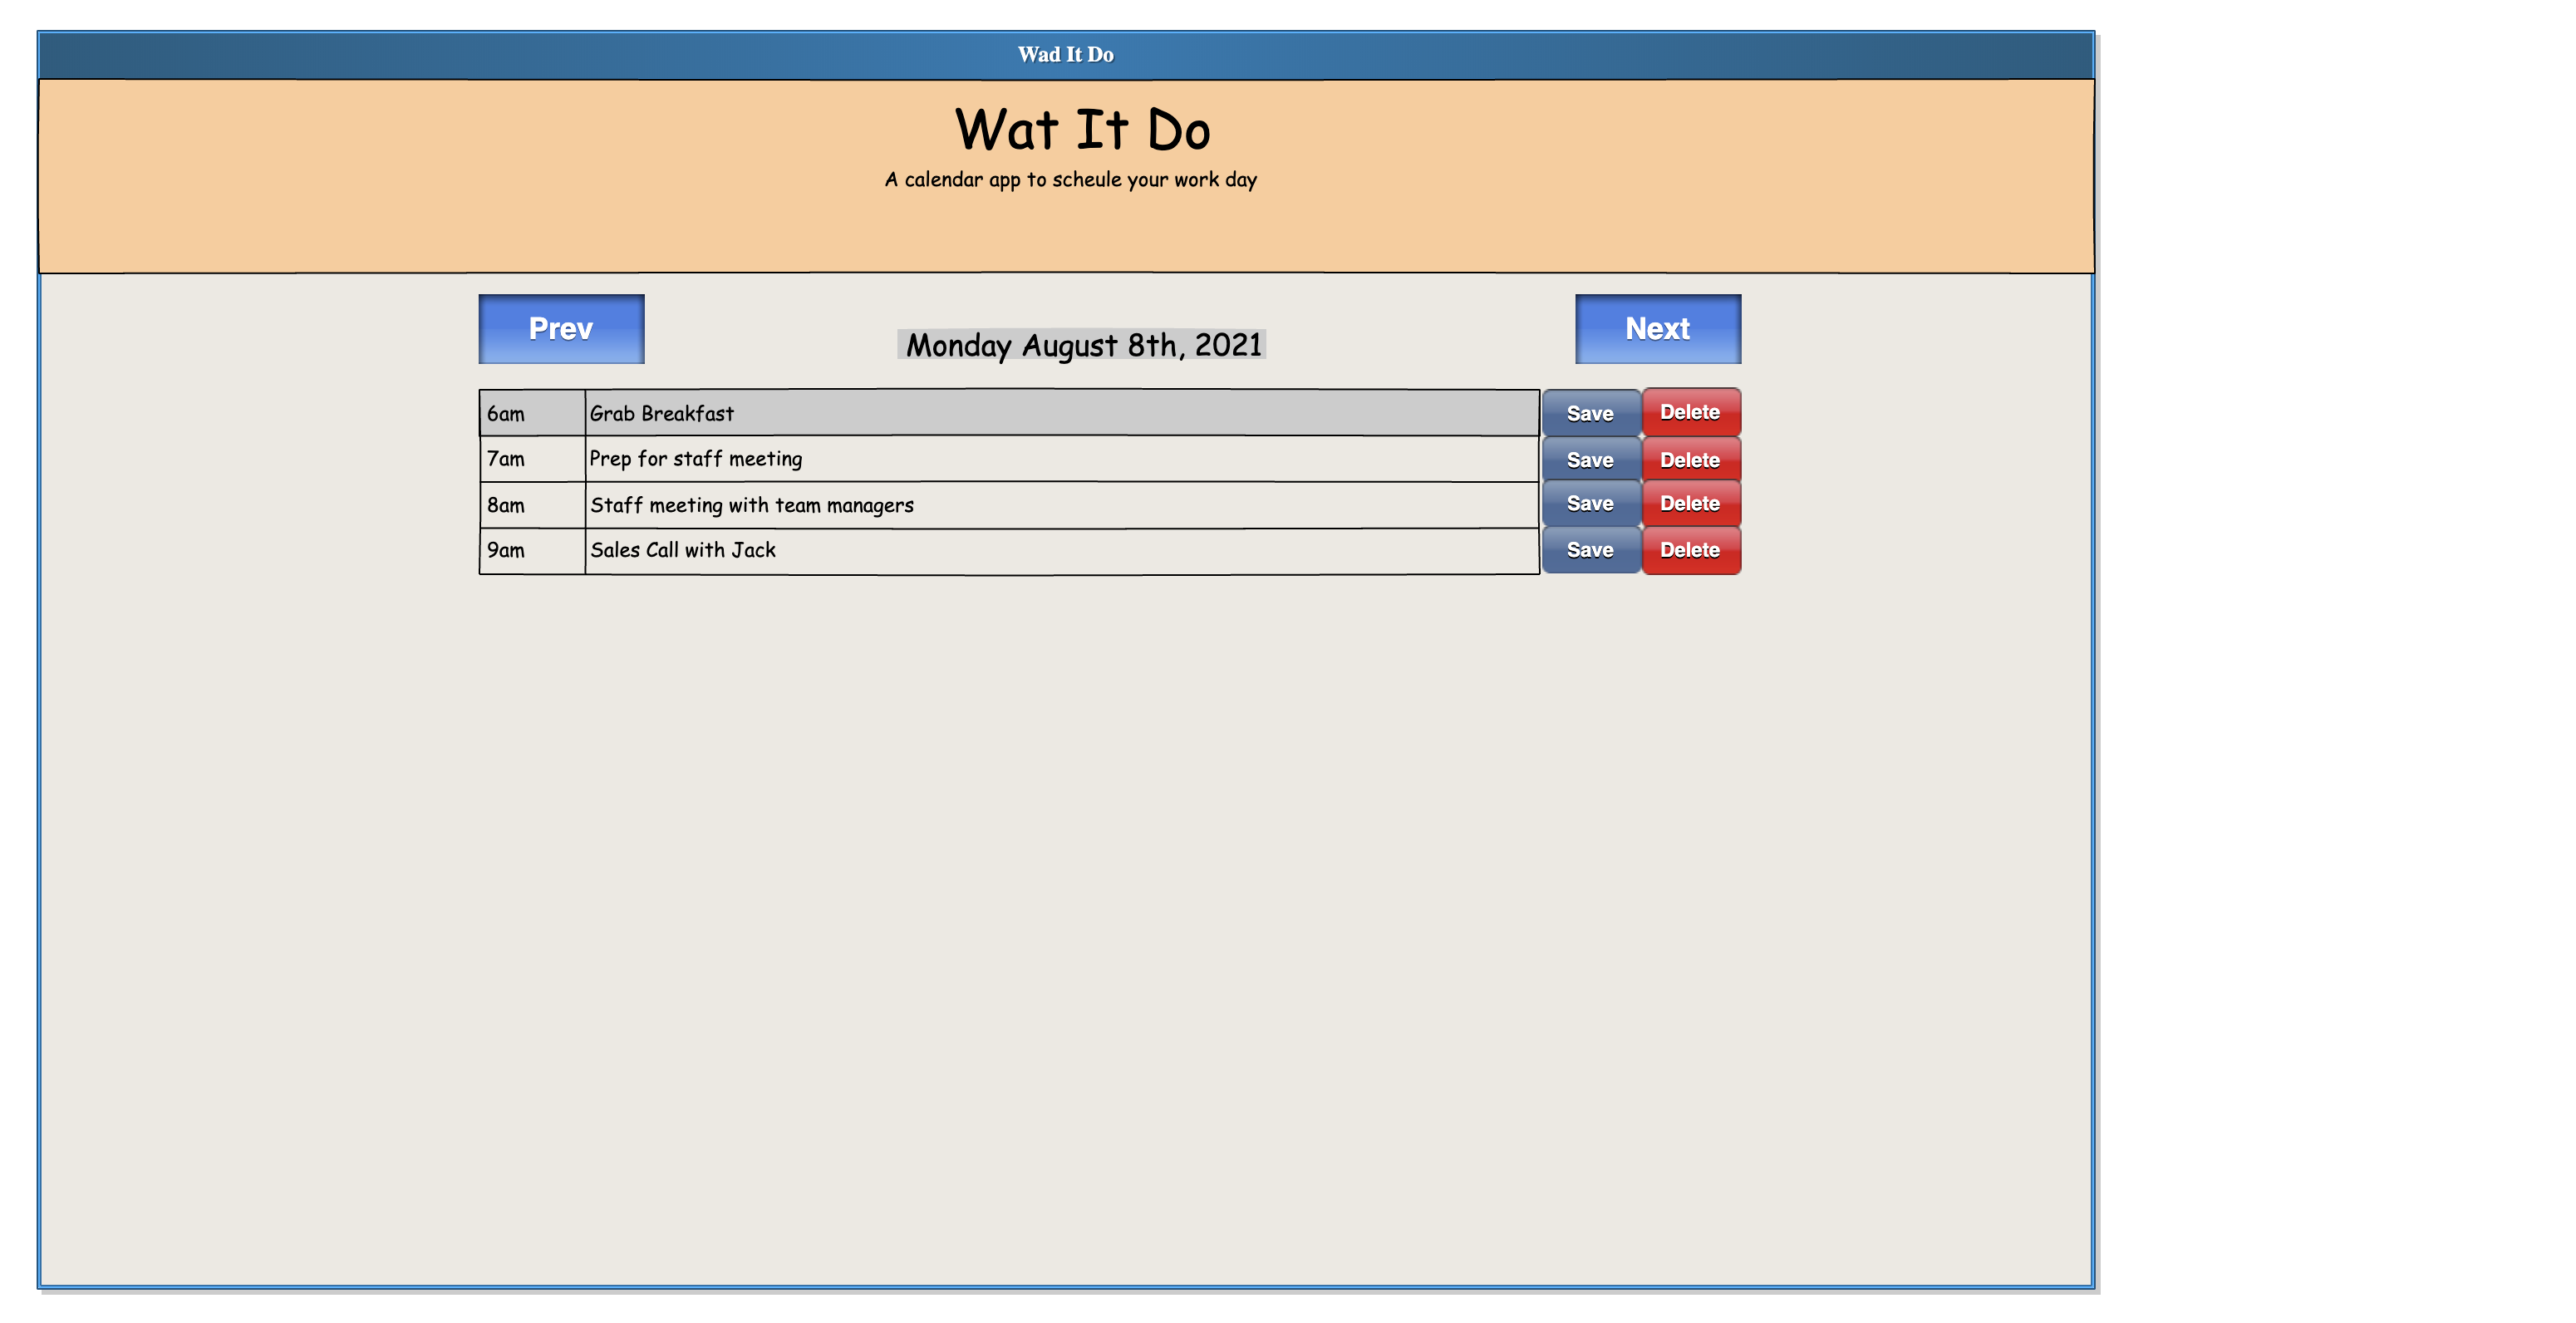 Wad It Do
Wat It Do
A calendar app to scheule your work day
Prev
Monday August 8th, 2021
Next
6am Grab Breakfast Save Delete
7am Prep for staff meeting Save Delete
8am Staff meeting with team managers Save Delete
9am Sales Call with Jack Save Delete